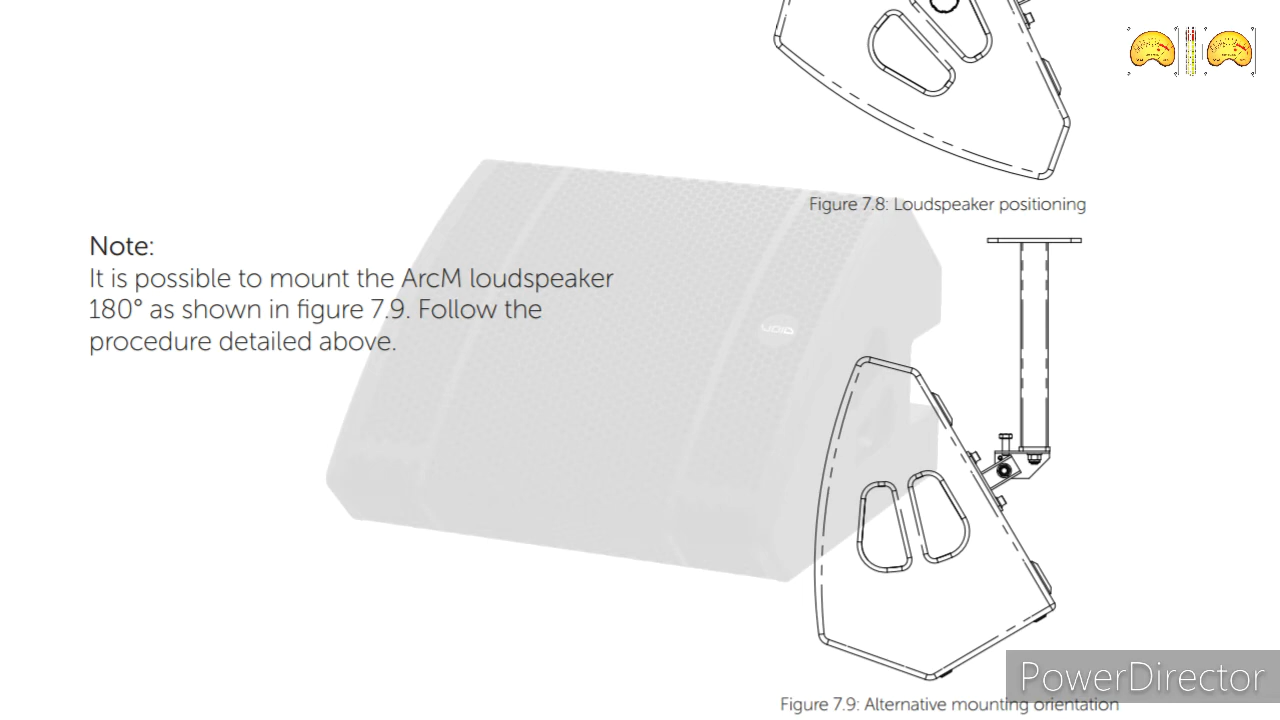 Figure 7.8: Loudspeaker positioning
Note:
It is possible to mount the ArcM loudspeaker
180° as shown in figure 7.9. Follow the
procedure detailed above.
VOID
PowerDirector
Figure 7.9: Alternative mounting orientation